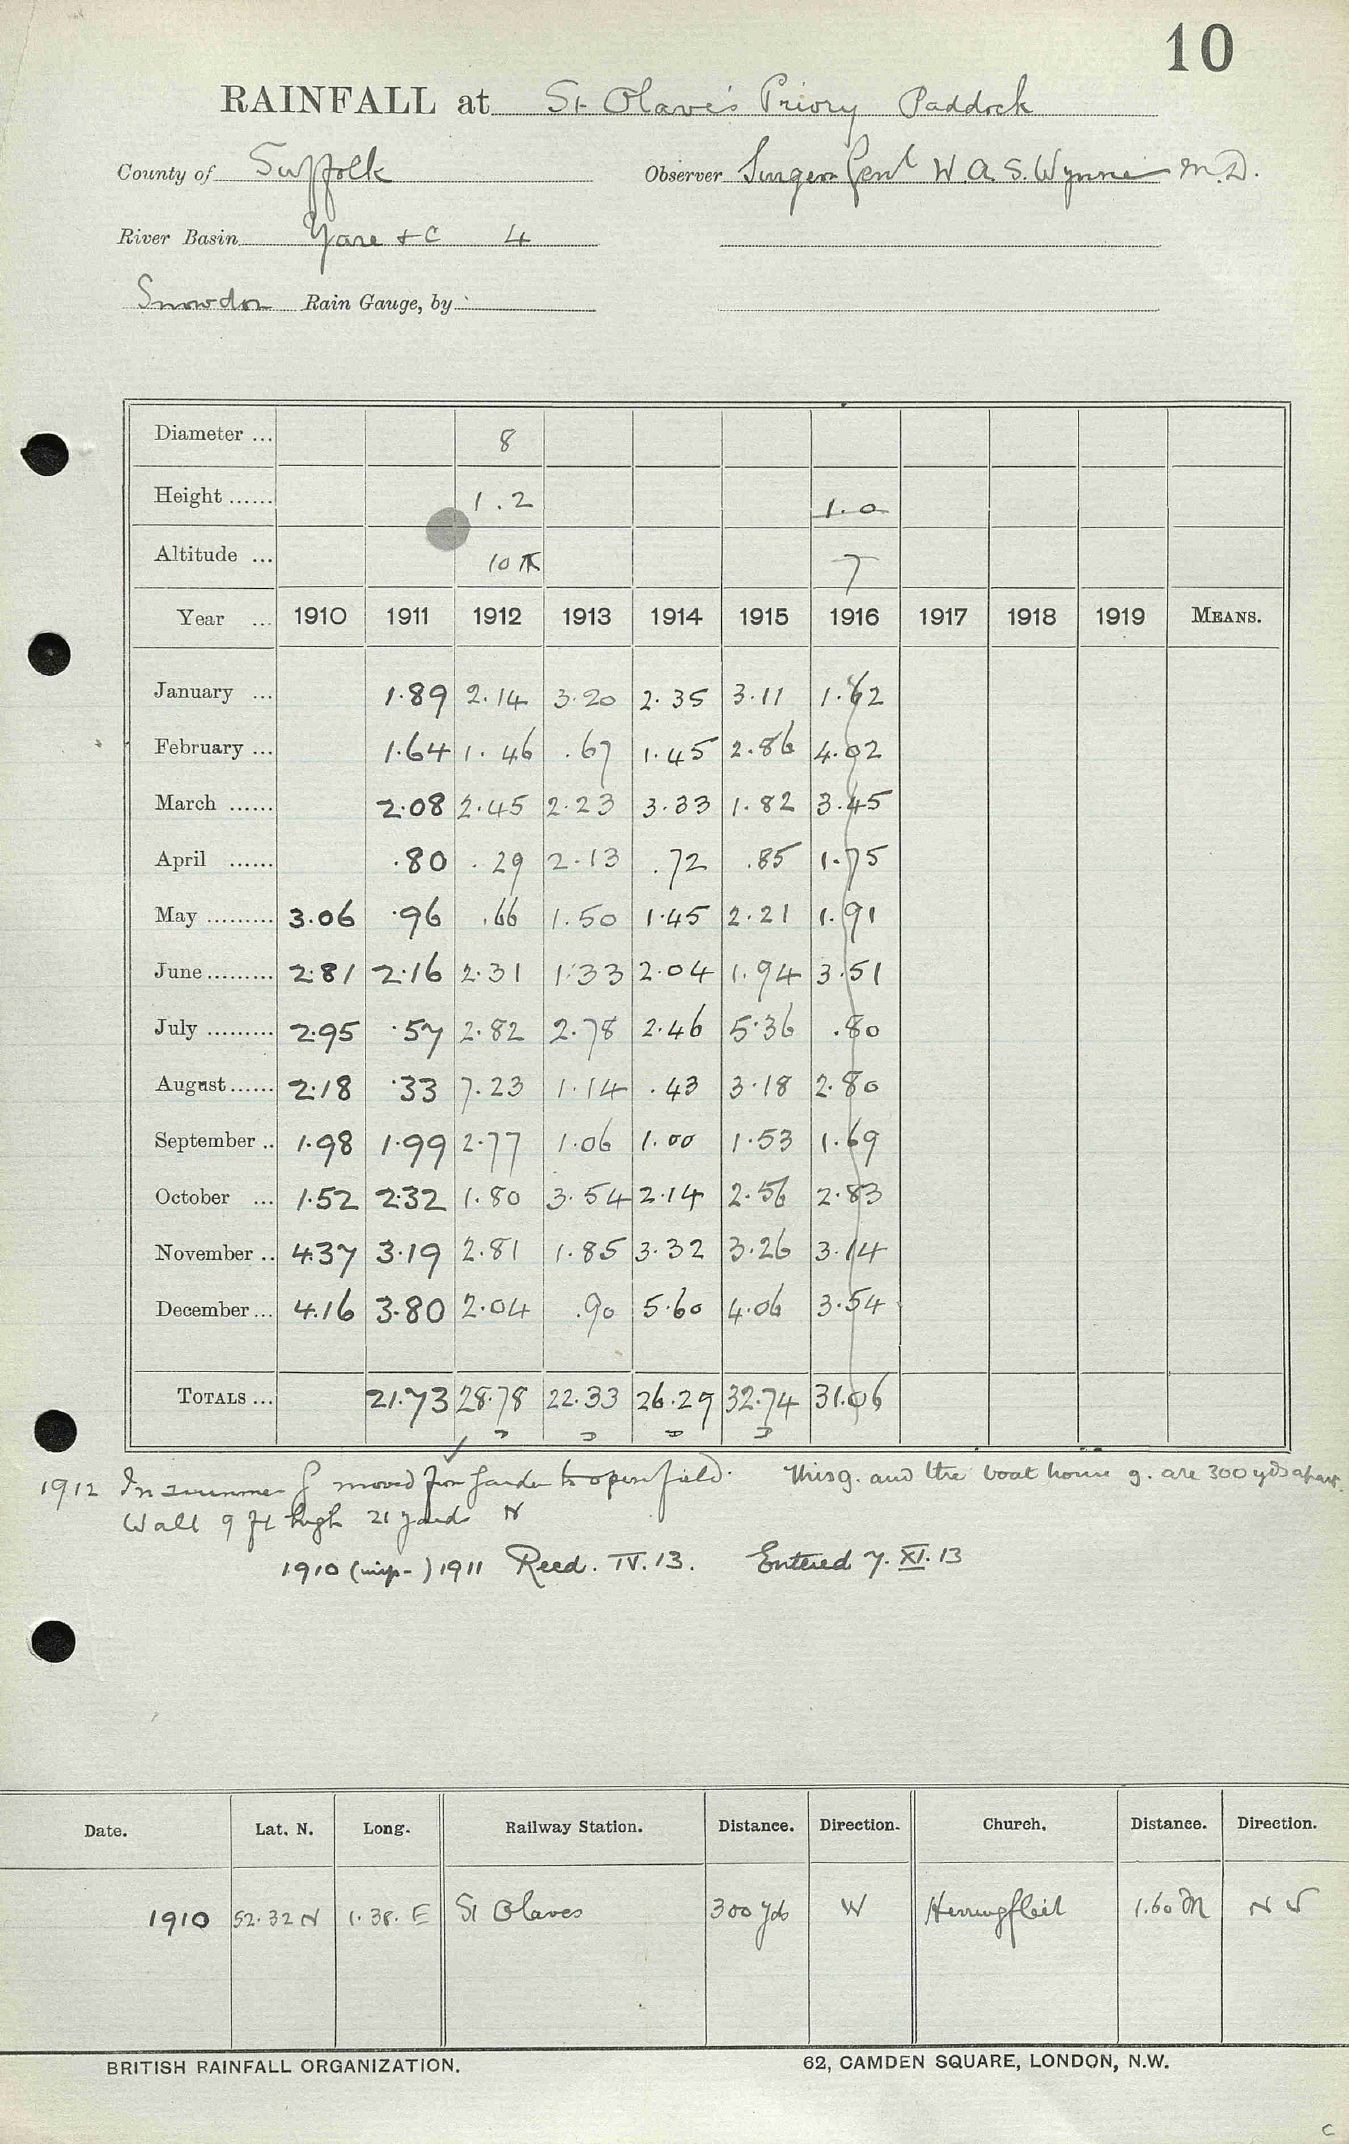 10
RAINFALL at St Olave's Priory Paddock
County of Suffolk Observer Surgeon Genl W. A. S. Wynne M.D.
River Basin Yare & C 4
Snowdon Rain Gauge, by
Diameter ... 8
Height ...... 1.2 1.0
Altitude ... 10 7
Year ... 1910 1911 1912 1913 1914 1915 1916 1917 1918 1919 MEANS.
January ... 1.89 2.14 3.20 2.35 3.11 1.62
February ... 1.64 1.46 .67 1.45 2.86 4.02
March ...... 2.08 2.45 2.23 3.33 1.82 3.45
April ...... .80 .29 2.13 .72 .85 1.75
May ......... 3.06 .96 .66 1.50 1.45 2.21 1.91
June ......... 2.81 2.16 2.31 1.33 2.04 1.94 3.51
July ......... 2.95 .57 2.82 2.78 2.46 5.36 .80
August ...... 2.18 .33 7.23 1.14 .43 3.18 2.80
September .. 1.98 1.99 2.77 1.06 1.00 1.53 1.69
October ... 1.52 2.32 1.80 3.54 2.14 2.56 2.83
November .. 4.37 3.19 2.81 1.85 3.32 3.26 3.14
December ... 4.16 3.80 2.04 .90 5.60 4.06 3.54
TOTALS ... 21.73 28.78 22.33 26.29 32.74 31.06
1912 In summer G moved from garden to open field. This g. and the boat house g. are 300 yds apart.
Wall 9 ft high 21 yards N
1910 (imp.) 1911 Recd. IV.13. Entered 7.XI.13
Date. Lat. N. Long. Railway Station. Distance. Direction. Church. Distance. Direction.
1910 52.32 N 1.38. E St Olaves 300 yds W Herringfleet 1.60 M N
BRITISH RAINFALL ORGANIZATION. 62, CAMDEN SQUARE, LONDON, N.W.
C